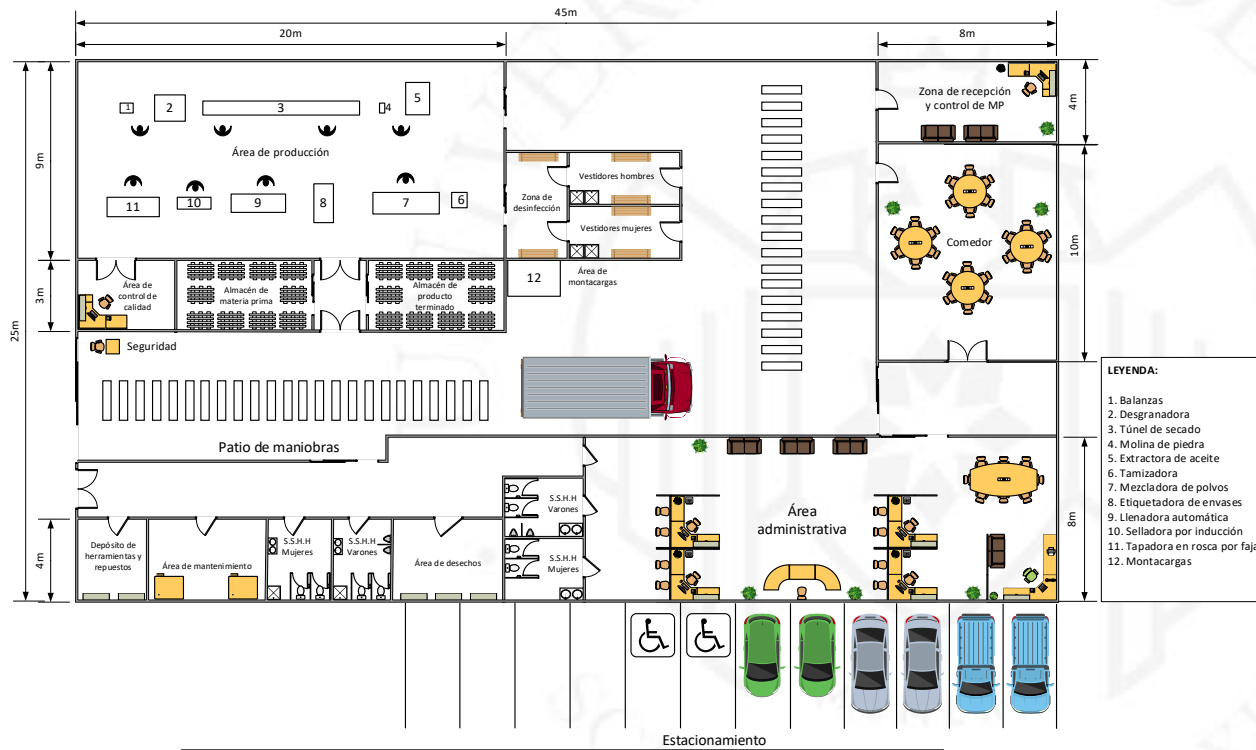 45m
20m
8m
25m
9m
3m
4m
4m
10m
8m
1
2
3
4
5
Área de producción
11
10
9
8
7
6
Zona de
desinfección
Vestidores hombres
Vestidores mujeres
12
Área de
montacargas
Zona de recepción
y control de MP
Comedor
Área de
control de
calidad
Almacén de
materia prima
Almacén de
producto
terminado
Seguridad
Patio de maniobras
Depósito de
herramientas y
repuestos
Área de mantenimiento
S.S.H.H
Mujeres
S.S.H.H
Varones
Área de desechos
S.S.H.H
Varones
S.S.H.H
Mujeres
Área
administrativa
Estacionamiento
LEYENDA:
1. Balanzas
2. Desgranadora
3. Túnel de secado
4. Molina de piedra
5. Extractora de aceite
6. Tamizadora
7. Mezcladora de polvos
8. Etiquetadora de envases
9. Llenadora automática
10. Selladora por inducción
11. Tapadora en rosca por faja
12. Montacargas